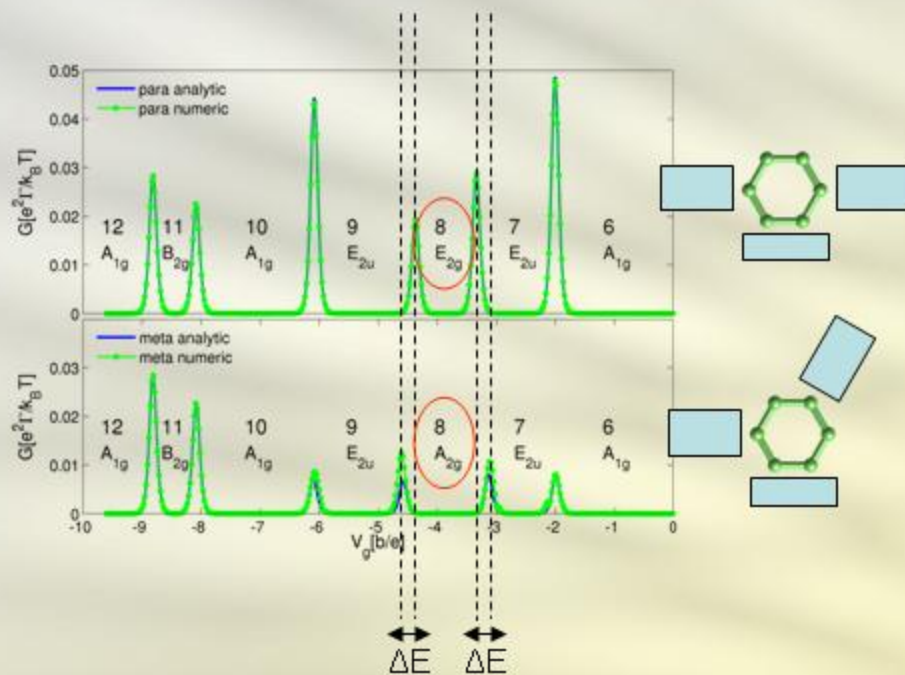 0.05
para analytic
para numeric
0.04
0.03
0.02
0.01
0
G[e²Γ/k_BT]
12 11 10 9 8 7 6
A₁g B₂g A₁g E₂u E₂g E₂u A₁g
meta analytic
meta numeric
0.03
0.02
0.01
0
G[e²Γ/k_BT]
12 11 10 9 8 7 6
A₁g B₂g A₁g E₂u A₂g E₂u A₁g
-10 -9 -8 -7 -6 -5 -4 -3 -2 -1 0
V_g[b/e]
ΔE ΔE